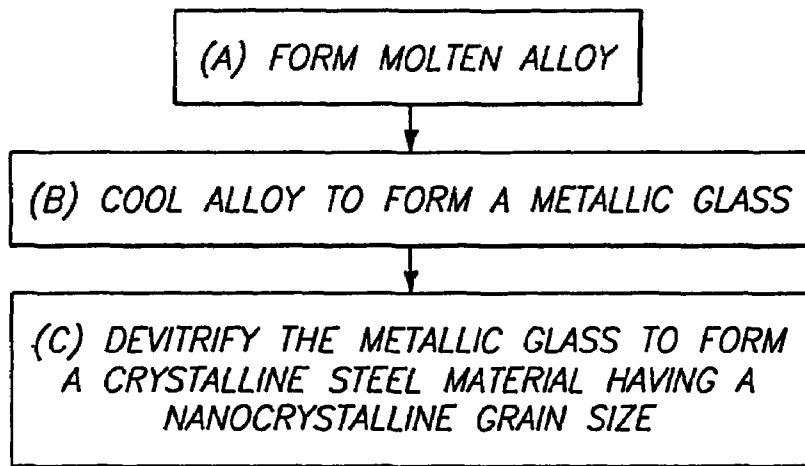 (A) FORM MOLTEN ALLOY
(B) COOL ALLOY TO FORM A METALLIC GLASS
(C) DEVITRIFY THE METALLIC GLASS TO FORM
A CRYSTALLINE STEEL MATERIAL HAVING A
NANOCRYSTALLINE GRAIN SIZE